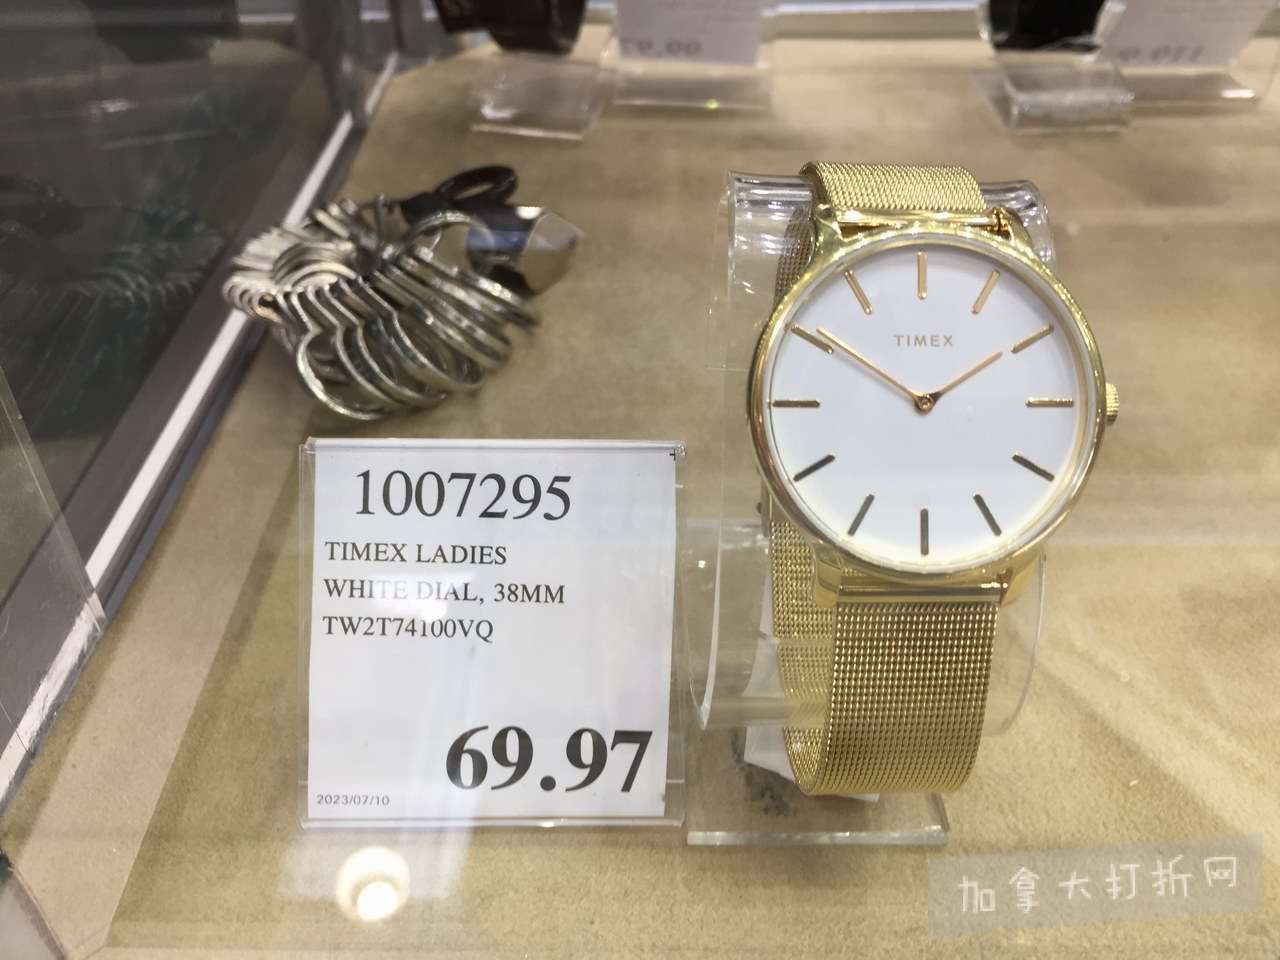 TIMEX
1007295
TIMEX LADIES
WHITE DIAL, 38MM
TW2T74100VQ
69.97
2023/07/10
加拿大打折网